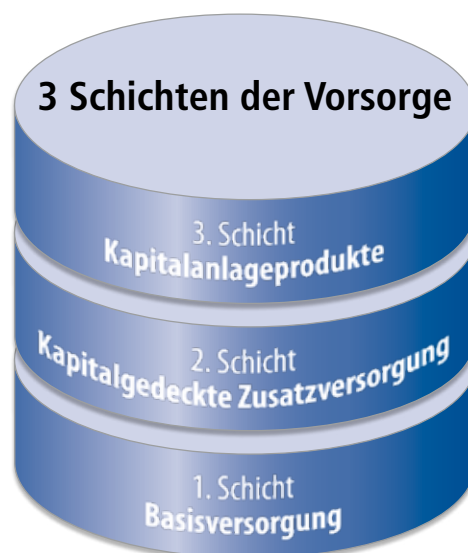 3 Schichten der Vorsorge
3. Schicht
Kapitalanlageprodukte
2. Schicht
Kapitalgedeckte Zusatzversorgung
1. Schicht
Basisversorgung